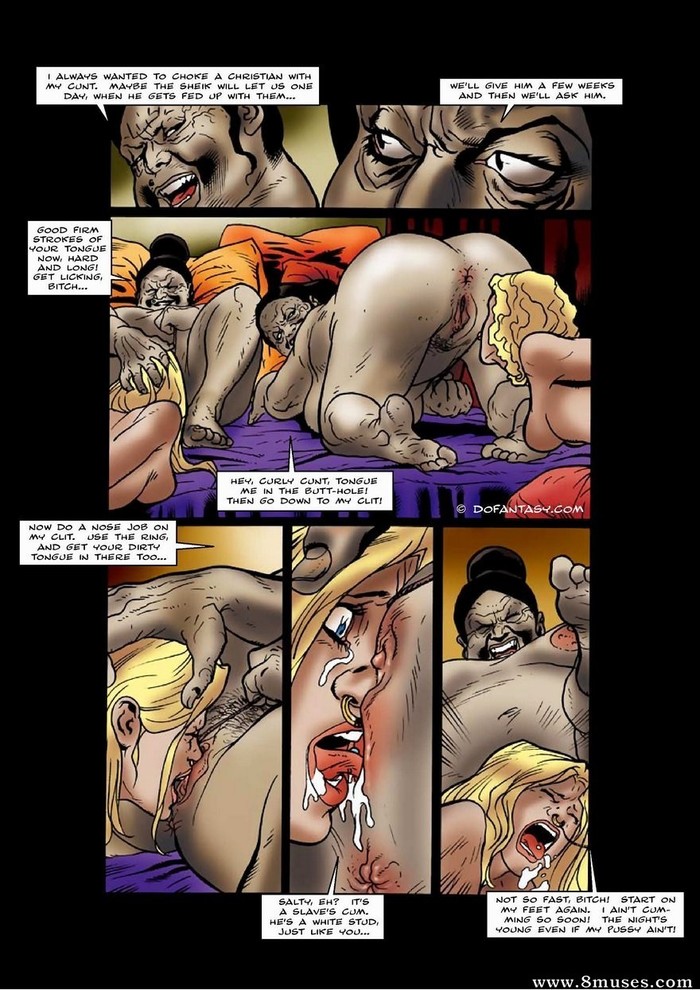 I ALWAYS WANTED TO CHOKE A CHRISTIAN WITH
MY CUNT. MAYBE THE SHEIK WILL LET US ONE
DAY, WHEN HE GETS FED UP WITH THEM...
WE'LL GIVE HIM A FEW WEEKS
AND THEN WE'LL ASK HIM.
GOOD FIRM
STROKES OF
YOUR TONGUE
NOW, HARD
AND LONG!
GET LICKING,
BITCH...
HEY, CURLY CUNT, TONGUE
ME IN THE BUTT-HOLE!
THEN GO DOWN TO MY CLIT!
© DOFANTASY.COM
NOW DO A NOSE JOB ON
MY CLIT. USE THE RING,
AND GET YOUR DIRTY
TONGUE IN THERE TOO...
SALTY, EH? IT'S
A SLAVE'S CUM.
HE'S A WHITE STUD,
JUST LIKE YOU...
NOT SO FAST, BITCH! START ON
MY FEET AGAIN. I AIN'T CUM-
MING SO SOON! THE NIGHT'S
YOUNG EVEN IF MY PUSSY AIN'T!
www.8muses.com